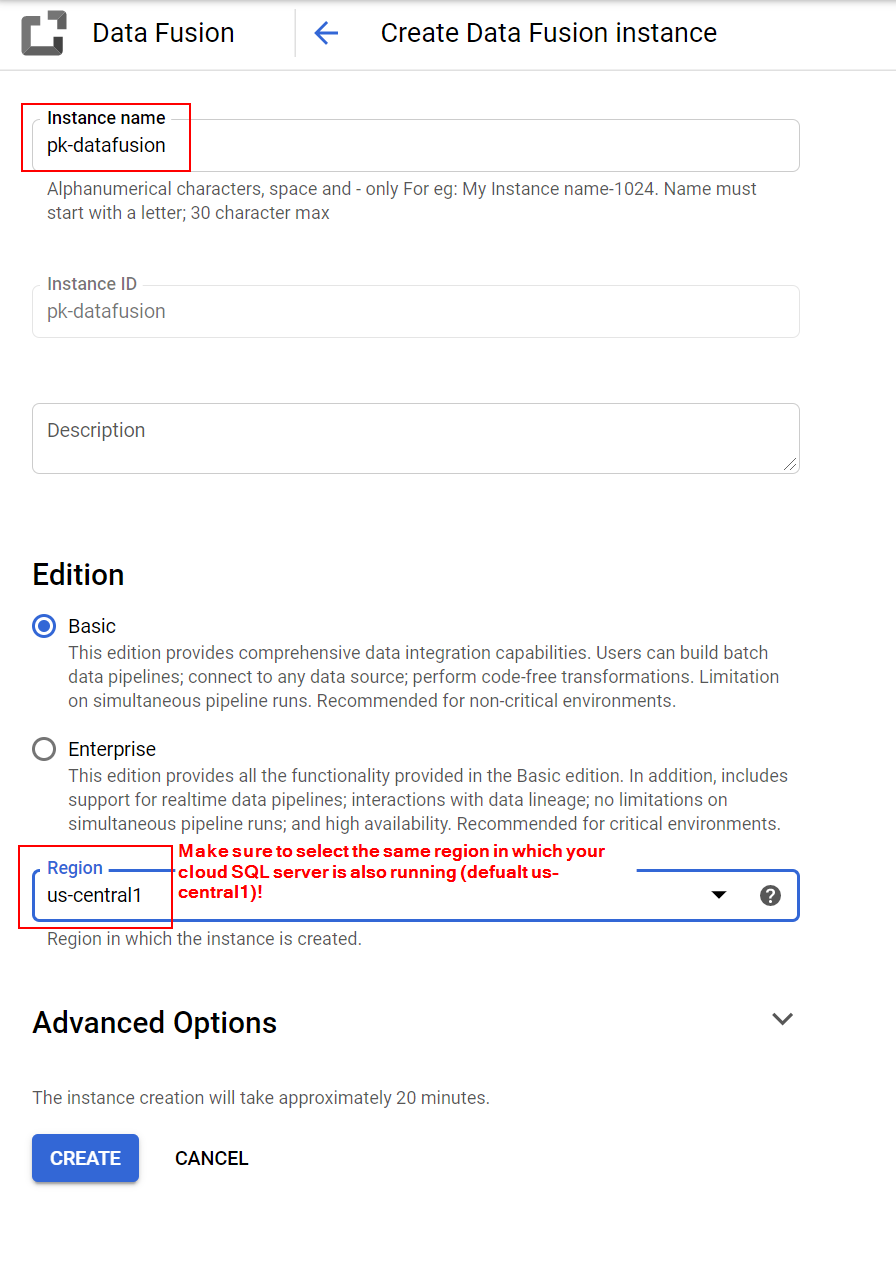 Data Fusion
Create Data Fusion instance
Instance name
pk-datafusion
Alphanumerical characters, space and - only For eg: My Instance name-1024. Name must
start with a letter; 30 character max
Instance ID
pk-datafusion
Description
Edition
Basic
This edition provides comprehensive data integration capabilities. Users can build batch
data pipelines; connect to any data source; perform code-free transformations. Limitation
on simultaneous pipeline runs. Recommended for non-critical environments.
Enterprise
This edition provides all the functionality provided in the Basic edition. In addition, includes
support for realtime data pipelines; interactions with data lineage; no limitations on
simultaneous pipeline runs; and high availability. Recommended for critical environments.
Make sure to select the same region in which your
cloud SQL server is also running (defualt us-
central1)!
Region
us-central1
?
Region in which the instance is created.
Advanced Options
The instance creation will take approximately 20 minutes.
CREATE
CANCEL